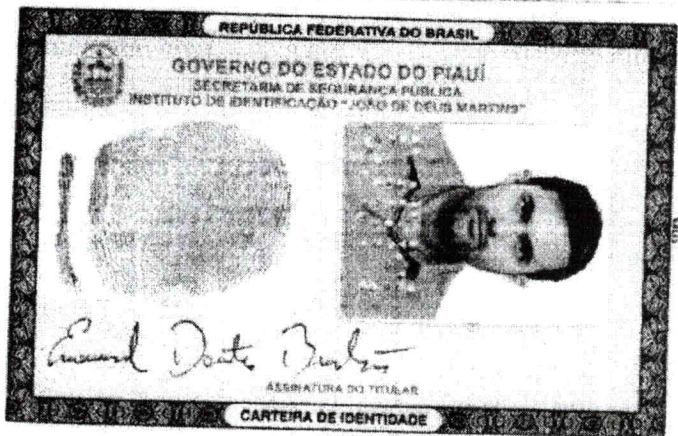 REPÚBLICA FEDERATIVA DO BRASIL
GOVERNO DO ESTADO DO PIAUÍ
SECRETARIA DE SEGURANÇA PÚBLICA
INSTITUTO DE IDENTIFICAÇÃO "JOÃO DE DEUS MARTINS"
ASSINATURA DO TITULAR
CARTEIRA DE IDENTIDADE